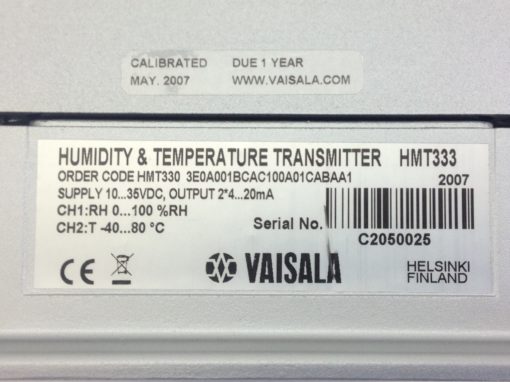 CALIBRATED DUE 1 YEAR
MAY. 2007 WWW.VAISALA.COM
HUMIDITY & TEMPERATURE TRANSMITTER HMT333
ORDER CODE HMT330 3E0A001BCAC100A01CABAA1
SUPPLY 10...35VDC, OUTPUT 2*4...20mA 2007
CH1:RH 0...100 %RH
CH2:T -40...80 °C Serial No.
C2050025
CE VAISALA HELSINKI
FINLAND